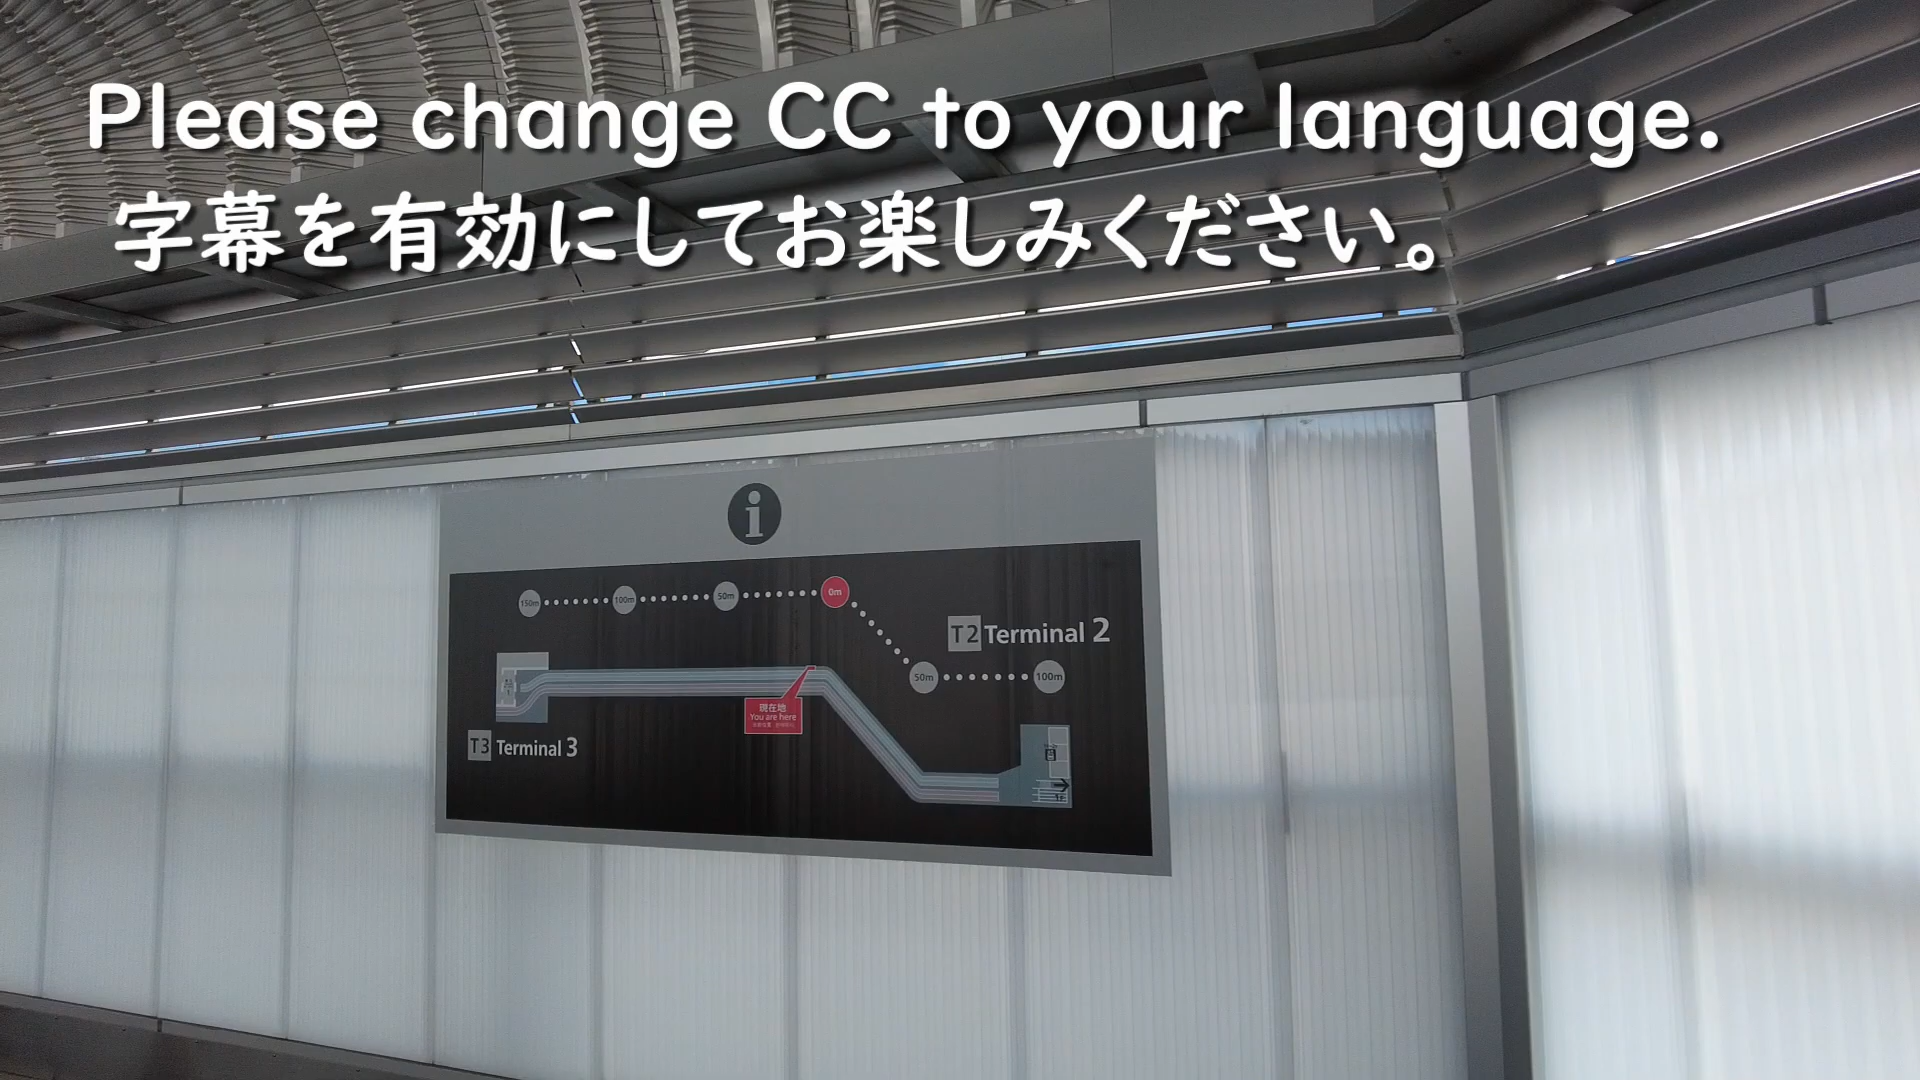 Please change CC to your language.
字幕を有効にしてお楽しみください。
i
150m
100m
50m
0m
T2 Terminal 2
50m
100m
現在地
You are here
T3 Terminal 3
1F